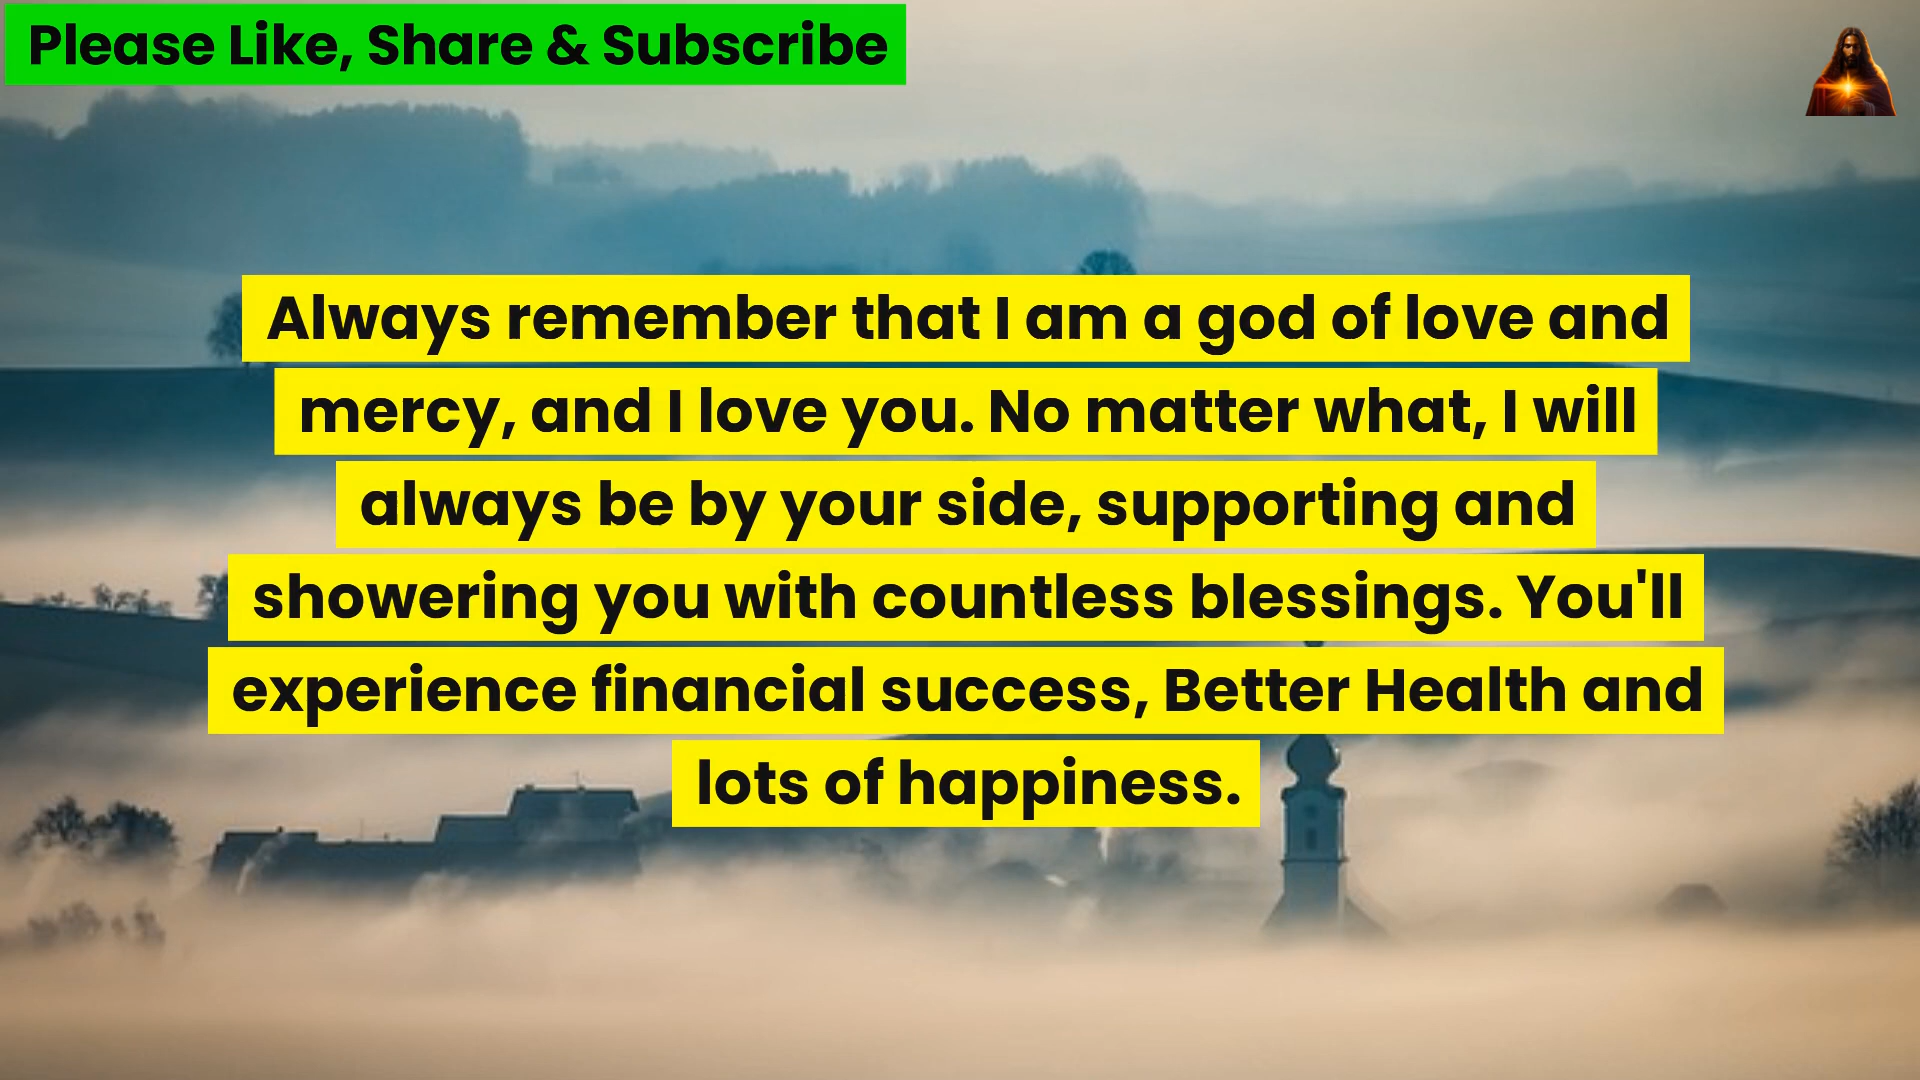 Please Like, Share & Subscribe
Always remember that I am a god of love and
mercy, and I love you. No matter what, I will
always be by your side, supporting and
showering you with countless blessings. You'll
experience financial success, Better Health and
lots of happiness.